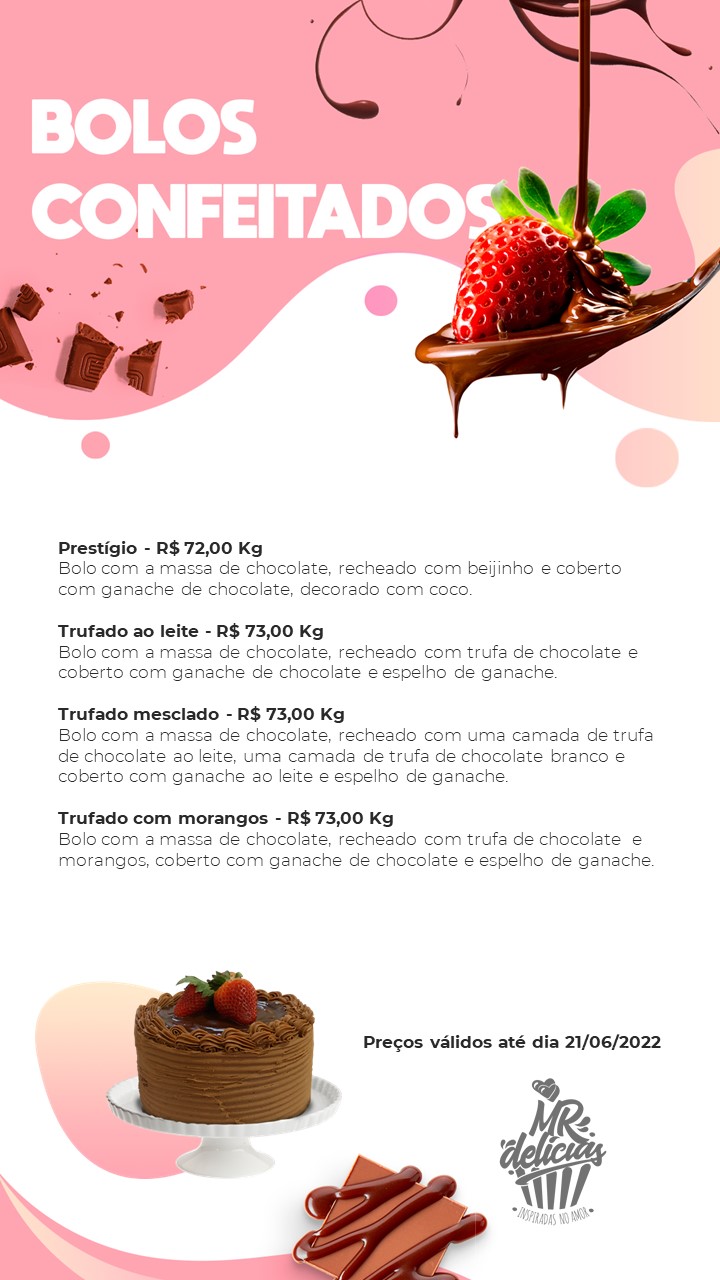 BOLOS
CONFEITADOS
Prestígio - R$ 72,00 Kg
Bolo com a massa de chocolate, recheado com beijinho e coberto
com ganache de chocolate, decorado com coco.
Trufado ao leite - R$ 73,00 Kg
Bolo com a massa de chocolate, recheado com trufa de chocolate e
coberto com ganache de chocolate e espelho de ganache.
Trufado mesclado - R$ 73,00 Kg
Bolo com a massa de chocolate, recheado com uma camada de trufa
de chocolate ao leite, uma camada de trufa de chocolate branco e
coberto com ganache ao leite e espelho de ganache.
Trufado com morangos - R$ 73,00 Kg
Bolo com a massa de chocolate, recheado com trufa de chocolate e
morangos, coberto com ganache de chocolate e espelho de ganache.
Preços válidos até dia 21/06/2022
MR
delícias
INSPIRADAS NO AMOR